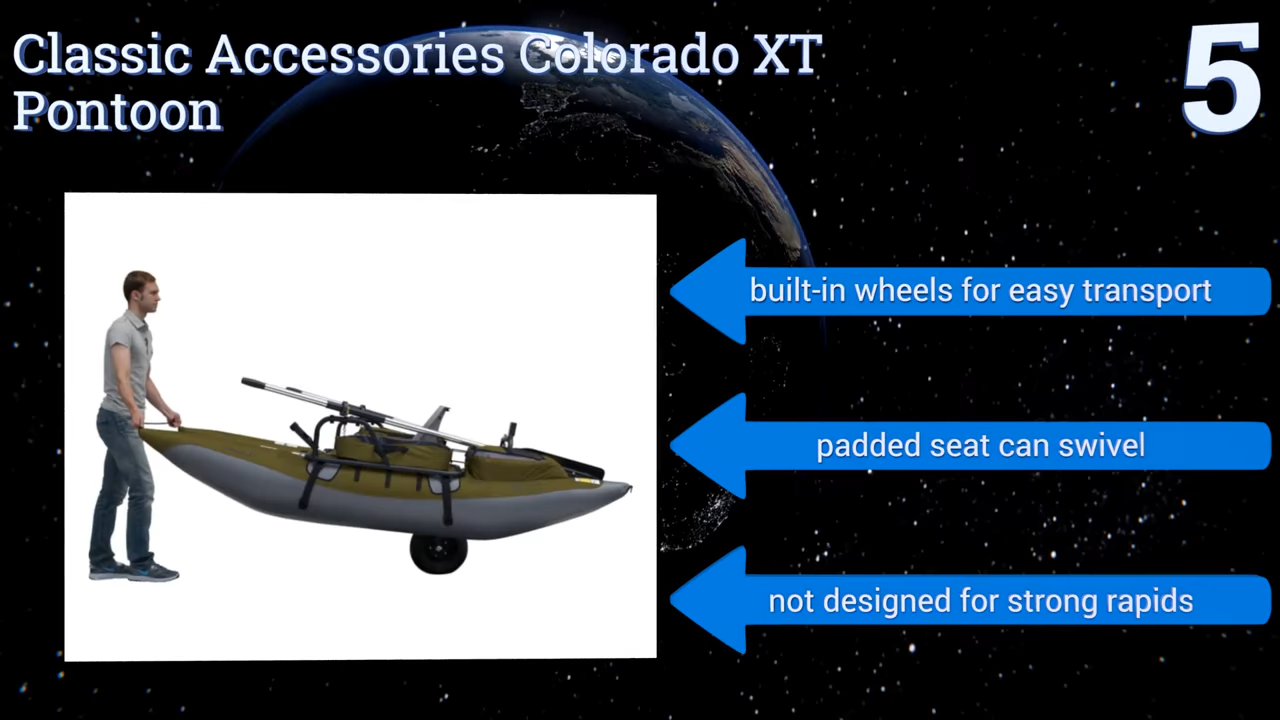 Classic Accessories Colorado XT
Pontoon
5
built-in wheels for easy transport
padded seat can swivel
not designed for strong rapids